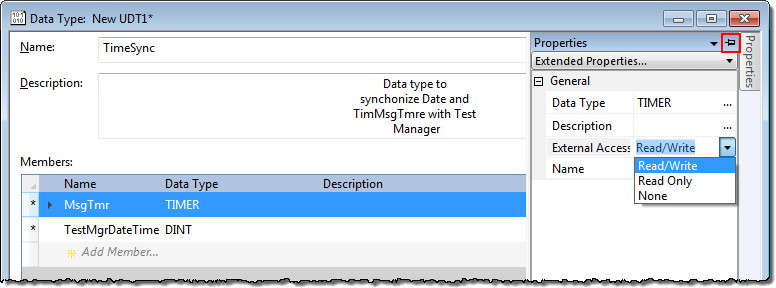 Data Type: New UDT1*
Name: TimeSync
Description: Data type to
synchonize Date and
TimMsgTmre with Test
Manager
Members:
Name Data Type Description
* MsgTmr TIMER
* TestMgrDateTime DINT
Add Member...
Properties
Extended Properties...
General
Data Type TIMER ...
Description ...
External Access Read/Write
Name
Read/Write
Read Only
None
Properties